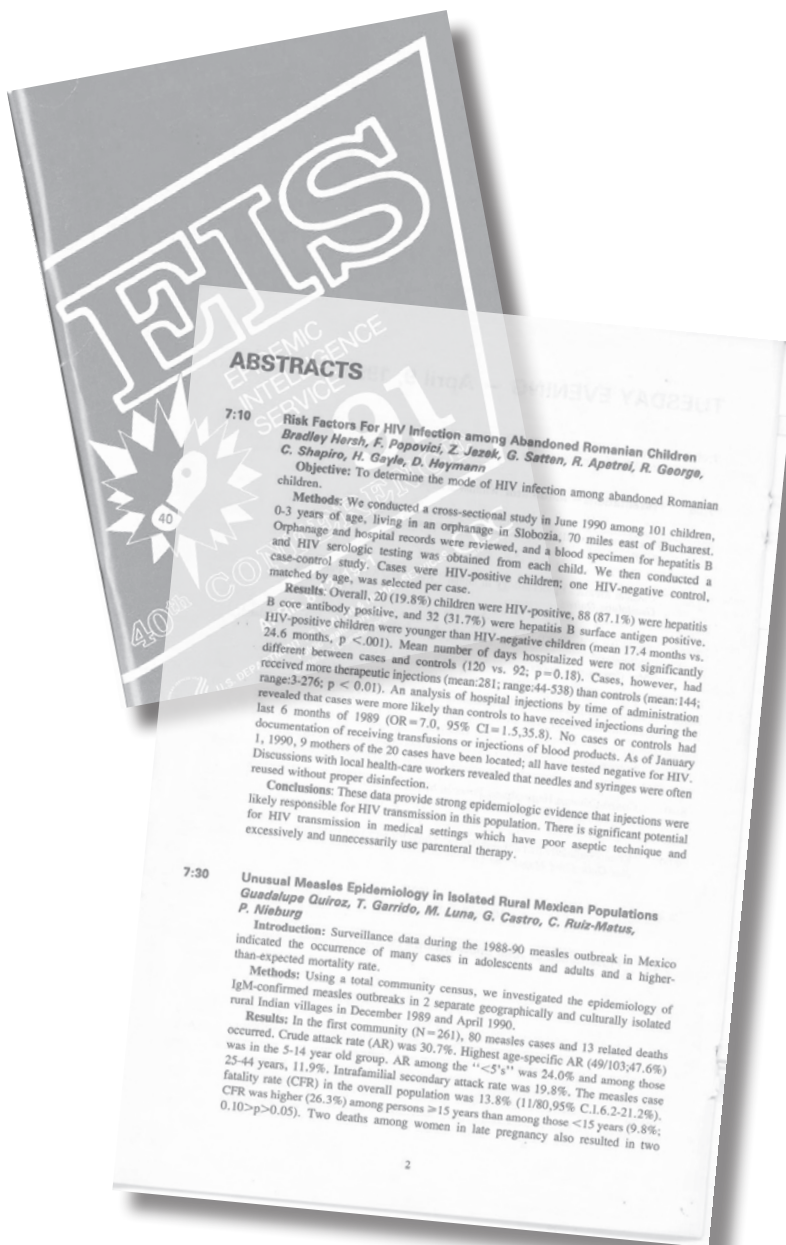 EIS
EPIDEMIC
INTELLIGENCE
SERVICE
91
40
40th CONFERENCE
U.S. DEPARTMENT
TUESDAY EVENING - April
ABSTRACTS
7:10 Risk Factors For HIV Infection among Abandoned Romanian Children
Bradley Hersh, F. Popovici, Z. Jezek, G. Satten, R. Apetrei, R. George,
C. Shapiro, H. Gayle, D. Heymann
Objective: To determine the mode of HIV infection among abandoned Romanian
children.
Methods: We conducted a cross-sectional study in June 1990 among 101 children,
0-3 years of age, living in an orphanage in Slobozia, 70 miles east of Bucharest.
Orphanage and hospital records were reviewed, and a blood specimen for hepatitis B
and HIV serologic testing was obtained from each child. We then conducted a
case-control study. Cases were HIV-positive children; one HIV-negative control,
matched by age, was selected per case.
Results: Overall, 20 (19.8%) children were HIV-positive, 88 (87.1%) were hepatitis
B core antibody positive, and 32 (31.7%) were hepatitis B surface antigen positive.
HIV-positive children were younger than HIV-negative children (mean 17.4 months vs.
24.6 months, p <.001). Mean number of days hospitalized were not significantly
different between cases and controls (120 vs. 92; p=0.18). Cases, however, had
received more therapeutic injections (mean:281; range:44-538) than controls (mean:144;
range:3-276; p < 0.01). An analysis of hospital injections by time of administration
revealed that cases were more likely than controls to have received injections during the
last 6 months of 1989 (OR=7.0, 95% CI=1.5,35.8). No cases or controls had
documentation of receiving transfusions or injections of blood products. As of January
1, 1990, 9 mothers of the 20 cases have been located; all have tested negative for HIV.
Discussions with local health-care workers revealed that needles and syringes were often
reused without proper disinfection.
Conclusions: These data provide strong epidemiologic evidence that injections were
likely responsible for HIV transmission in this population. There is significant potential
for HIV transmission in medical settings which have poor aseptic technique and
excessively and unnecessarily use parenteral therapy.
7:30 Unusual Measles Epidemiology in Isolated Rural Mexican Populations
Guadalupe Quiroz, T. Garrido, M. Luna, G. Castro, C. Ruiz-Matus,
P. Nieburg
Introduction: Surveillance data during the 1988-90 measles outbreak in Mexico
indicated the occurrence of many cases in adolescents and adults and a higher-
than-expected mortality rate.
Methods: Using a total community census, we investigated the epidemiology of
IgM-confirmed measles outbreaks in 2 separate geographically and culturally isolated
rural Indian villages in December 1989 and April 1990.
Results: In the first community (N=261), 80 measles cases and 13 related deaths
occurred. Crude attack rate (AR) was 30.7%. Highest age-specific AR (49/103;47.6%)
was in the 5-14 year old group. AR among the "<5's" was 24.0% and among those
25-44 years, 11.9%. Intrafamilial secondary attack rate was 19.8%. The measles case
fatality rate (CFR) in the overall population was 13.8% (11/80,95% C.I.6.2-21.2%).
CFR was higher (26.3%) among persons ≥15 years than among those <15 years (9.8%;
0.10>p>0.05). Two deaths among women in late pregnancy also resulted in two
2